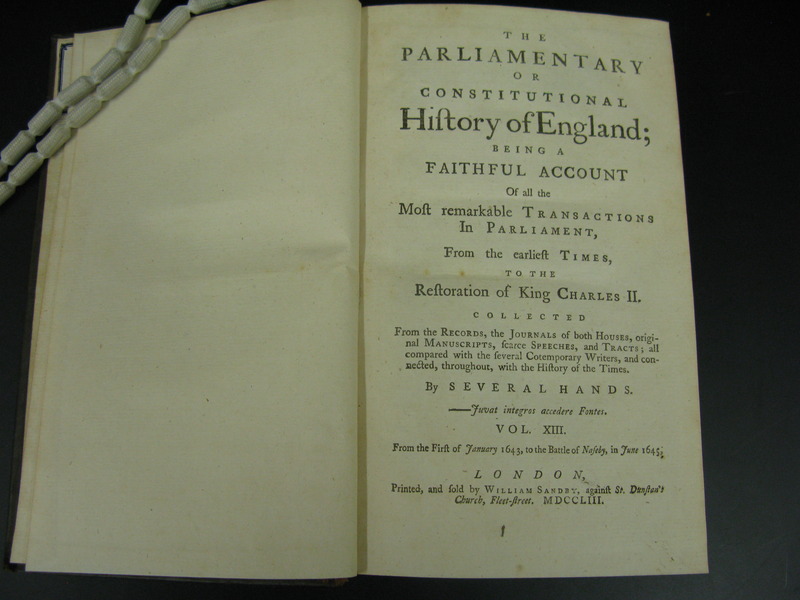 THE
PARLIAMENTARY
OR
CONSTITUTIONAL
Hiſtory of England;
BEING A
FAITHFUL ACCOUNT
Of all the
Moſt remarkable TRANSACTIONS
In PARLIAMENT,
From the earlieſt TIMES,
TO THE
Reſtoration of King CHARLES II.
COLLECTED
From the RECORDS, the JOURNALS of both HOUSES, origi-
nal MANUSCRIPTS, ſcarce SPEECHES, and TRACTS; all
compared with the ſeveral Cotemporary Writers, and con-
nected, throughout, with the Hiſtory of the Times.
By SEVERAL HANDS.
——Juvat integros accedere Fontes.
VOL. XIII.
From the Firſt of January 1643, to the Battle of Naſeby, in June 1645.
LONDON,
Printed, and ſold by WILLIAM SANDBY, againſt St. Dunſtan's
Church, Fleet-ſtreet. MDCCLIII.